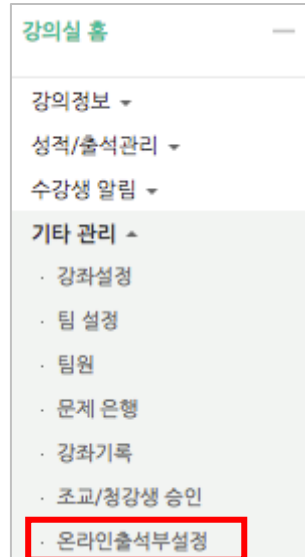 강의실 홈
강의정보
성적/출석관리
수강생 알림
기타 관리
· 강좌설정
· 팀 설정
· 팀원
· 문제 은행
· 강좌기록
· 조교/청강생 승인
· 온라인출석부설정